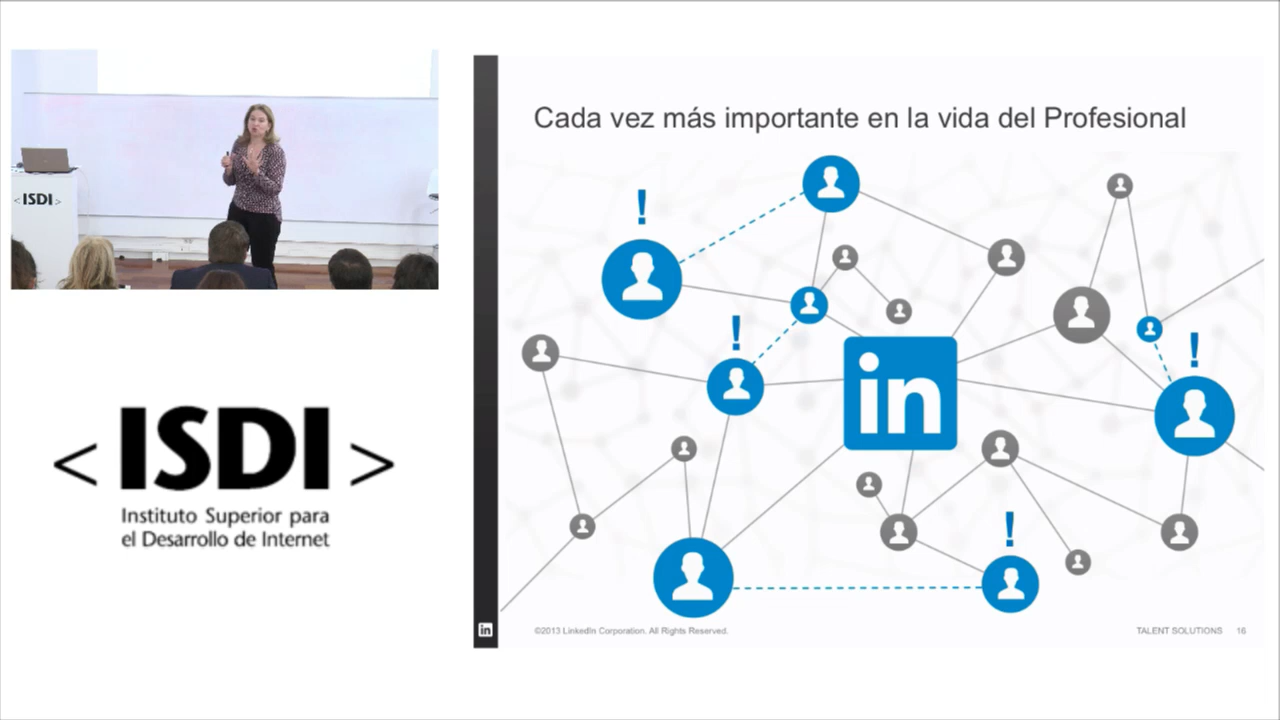 <ISDI>
Cada vez más importante en la vida del Profesional
!
!
!
in
<ISDI>
Instituto Superior para
el Desarrollo de Internet
!
in
©2013 LinkedIn Corporation. All Rights Reserved.
TALENT SOLUTIONS 16